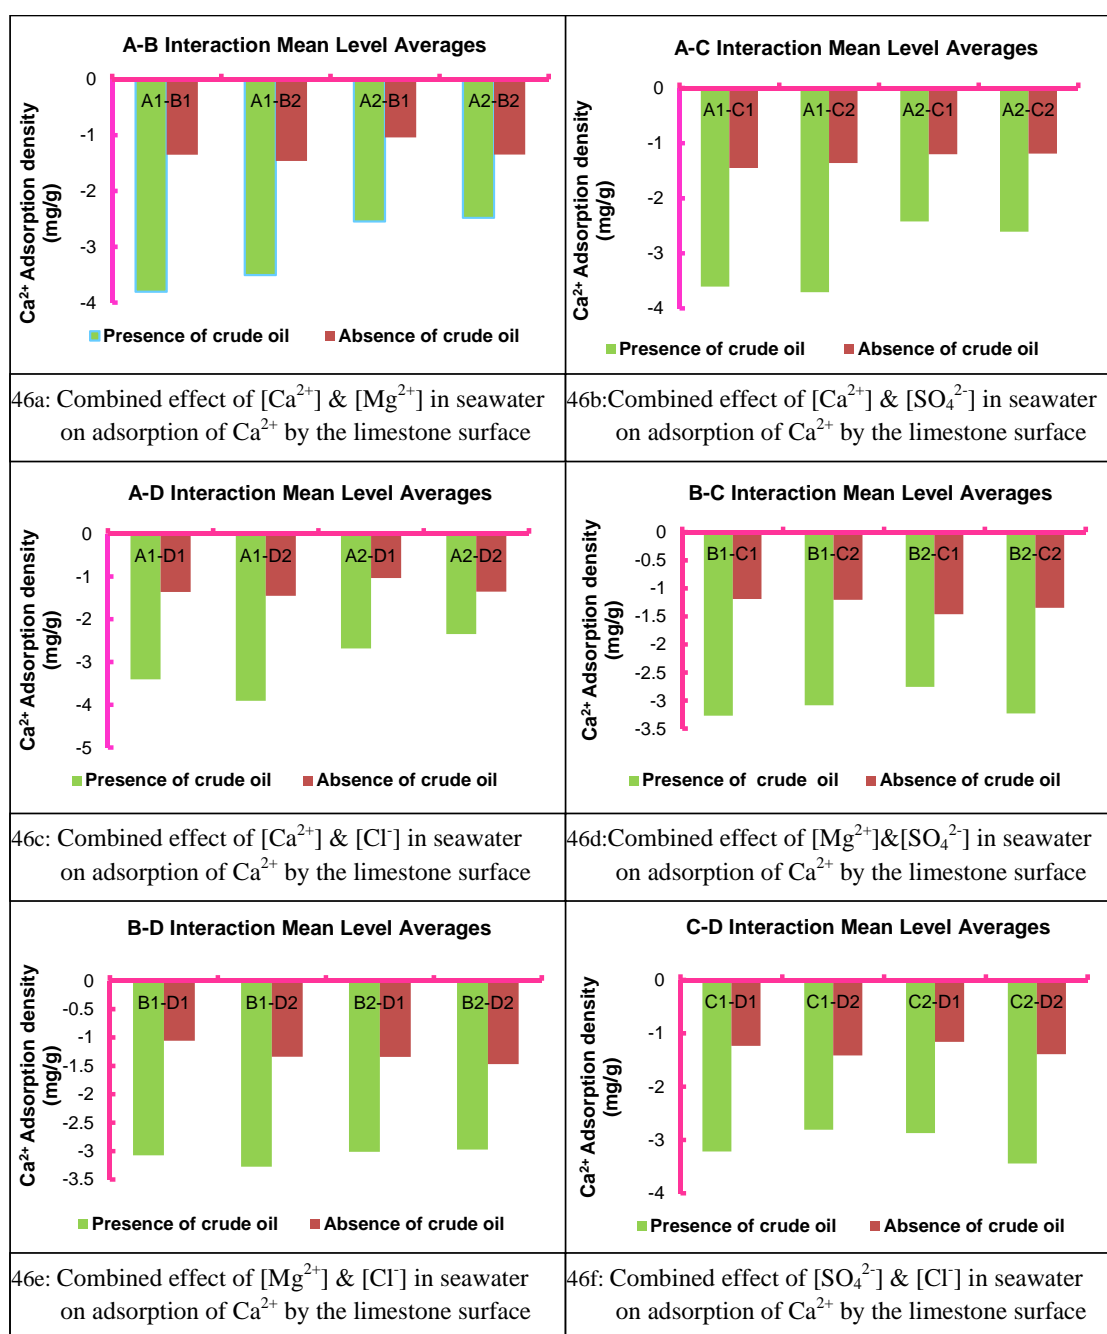 A-B Interaction Mean Level Averages
Ca²⁺ Adsorption density
(mg/g)
0
-1
-2
-3
-4
A1-B1
A1-B2
A2-B1
A2-B2
Presence of crude oil
Absence of crude oil
46a: Combined effect of [Ca²⁺] & [Mg²⁺] in seawater
on adsorption of Ca²⁺ by the limestone surface
A-C Interaction Mean Level Averages
Ca²⁺ Adsorption density
(mg/g)
0
-1
-2
-3
-4
A1-C1
A1-C2
A2-C1
A2-C2
Presence of crude oil
Absence of crude oil
46b:Combined effect of [Ca²⁺] & [SO₄²⁻] in seawater
on adsorption of Ca²⁺ by the limestone surface
A-D Interaction Mean Level Averages
Ca²⁺ Adsorption density
(mg/g)
0
-1
-2
-3
-4
-5
A1-D1
A1-D2
A2-D1
A2-D2
Presence of crude oil
Absence of crude oil
46c: Combined effect of [Ca²⁺] & [Cl⁻] in seawater
on adsorption of Ca²⁺ by the limestone surface
B-C Interaction Mean Level Averages
Ca²⁺ Adsorption density
(mg/g)
0
-0.5
-1
-1.5
-2
-2.5
-3
-3.5
B1-C1
B1-C2
B2-C1
B2-C2
Presence of crude oil
Absence of crude oil
46d:Combined effect of [Mg²⁺]&[SO₄²⁻] in seawater
on adsorption of Ca²⁺ by the limestone surface
B-D Interaction Mean Level Averages
Ca²⁺ Adsorption density
(mg/g)
0
-0.5
-1
-1.5
-2
-2.5
-3
-3.5
B1-D1
B1-D2
B2-D1
B2-D2
Presence of crude oil
Absence of crude oil
46e: Combined effect of [Mg²⁺] & [Cl⁻] in seawater
on adsorption of Ca²⁺ by the limestone surface
C-D Interaction Mean Level Averages
Ca²⁺ Adsorption density
(mg/g)
0
-1
-2
-3
-4
C1-D1
C1-D2
C2-D1
C2-D2
Presence of crude oil
Absence of crude oil
46f: Combined effect of [SO₄²⁻] & [Cl⁻] in seawater
on adsorption of Ca²⁺ by the limestone surface